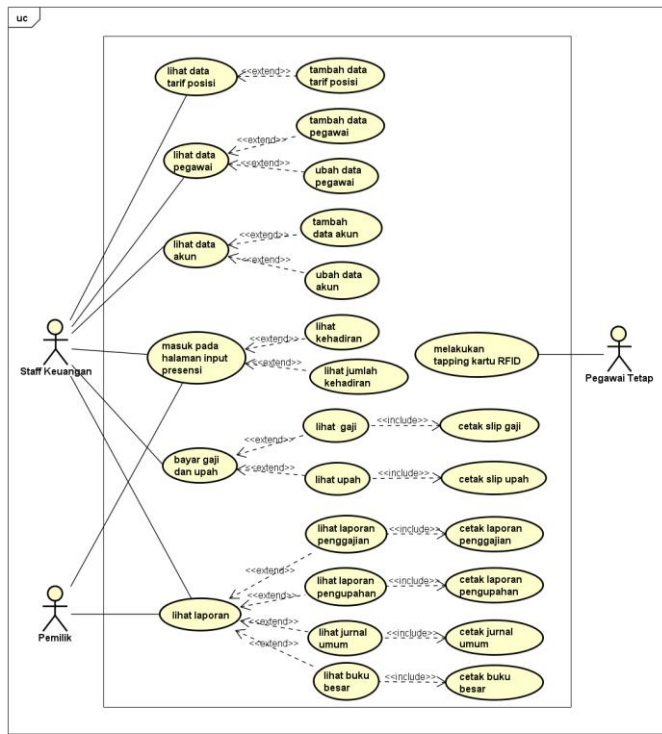 uc
lihat data
tarif posisi
<<extend>>
tambah data
tarif posisi
tambah data
pegawai
<<extend>>
lihat data
pegawai
<<extend>>
ubah data
pegawai
tambah
data akun
<<extend>>
lihat data
akun
<<extend>>
ubah data
akun
Staff Keuangan
masuk pada
halaman input
presensi
<<extend>>
lihat
kehadiran
<<extend>>
lihat jumlah
kehadiran
melakukan
tapping kartu RFID
Pegawai Tetap
bayar gaji
dan upah
<<extend>>
lihat gaji
<<include>>
cetak slip gaji
<<extend>>
lihat upah
<<include>>
cetak slip upah
lihat laporan
penggajian
<<include>>
cetak laporan
penggajian
<<extend>>
lihat laporan
pengupahan
<<include>>
cetak laporan
pengupahan
<<extend>>
Pemilik
lihat laporan
<<extend>>
lihat jurnal
umum
<<include>>
cetak jurnal
umum
<<extend>>
lihat buku
besar
<<include>>
cetak buku
besar